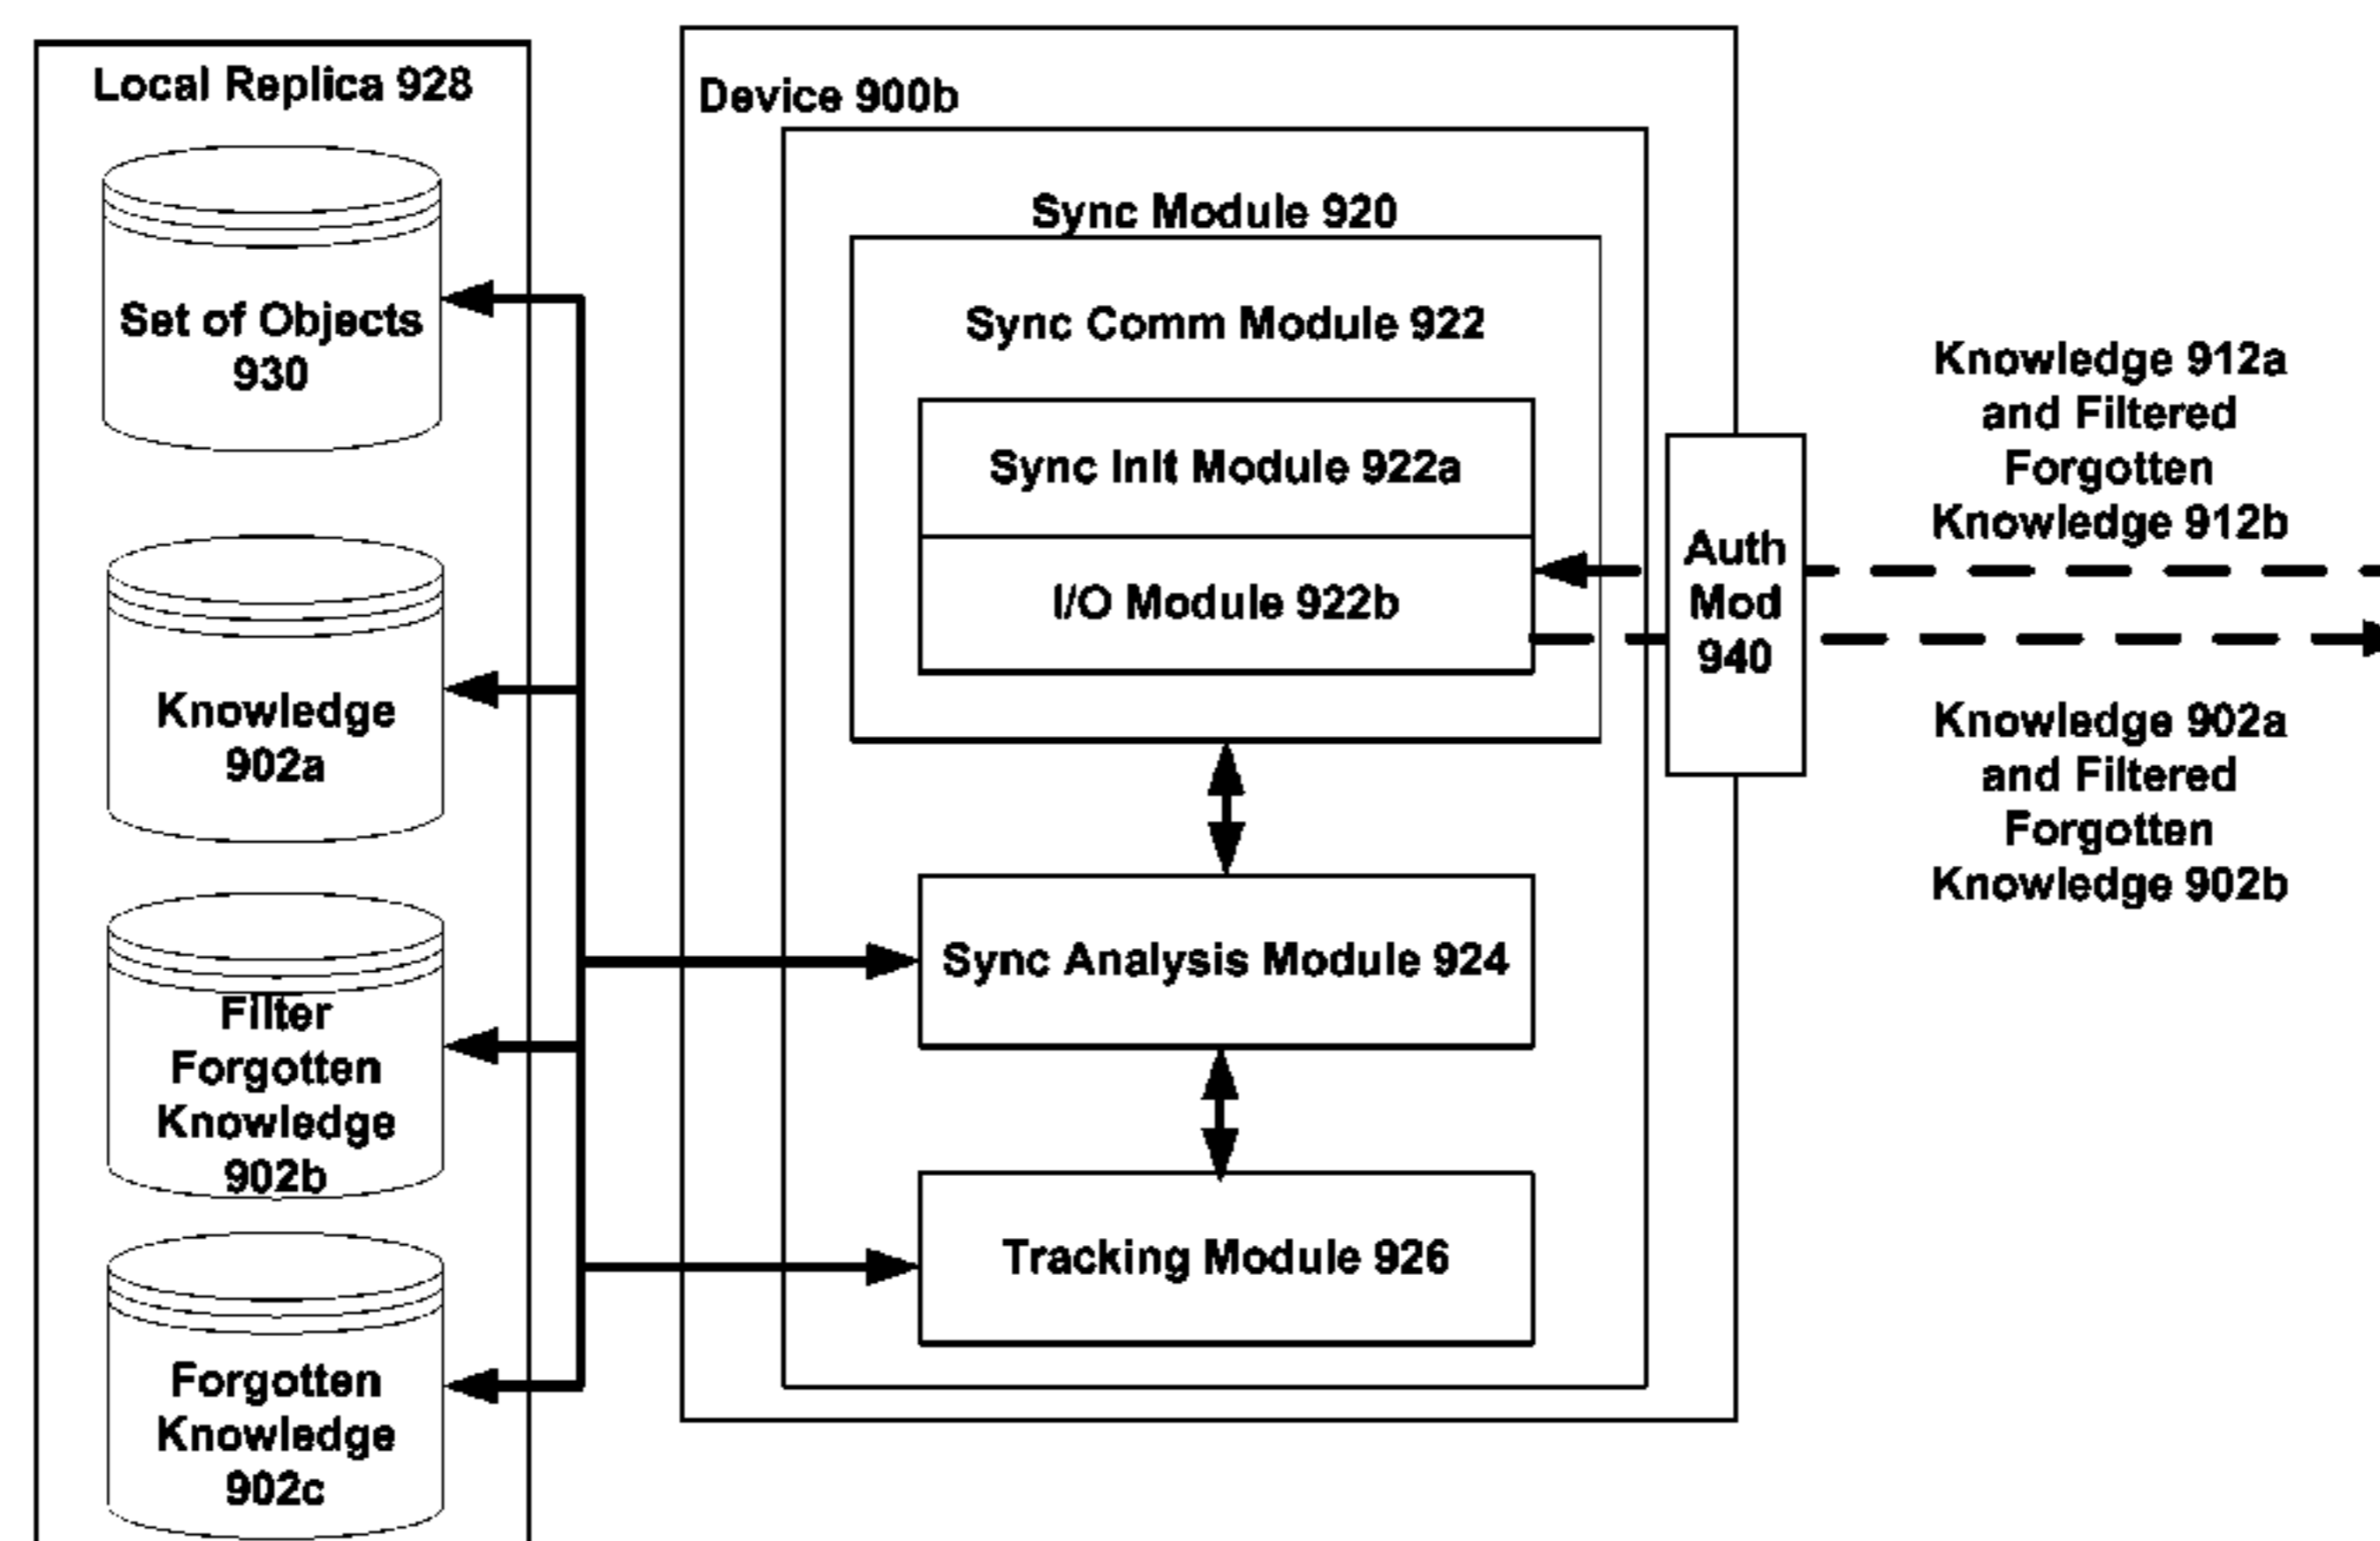 Local Replica 928
Set of Objects
930
Knowledge
902a
Filter
Forgotten
Knowledge
902b
Forgotten
Knowledge
902c
Device 900b
Sync Module 920
Sync Comm Module 922
Sync Init Module 922a
I/O Module 922b
Sync Analysis Module 924
Tracking Module 926
Auth
Mod
940
Knowledge 912a
and Filtered
Forgotten
Knowledge 912b
Knowledge 902a
and Filtered
Forgotten
Knowledge 902b